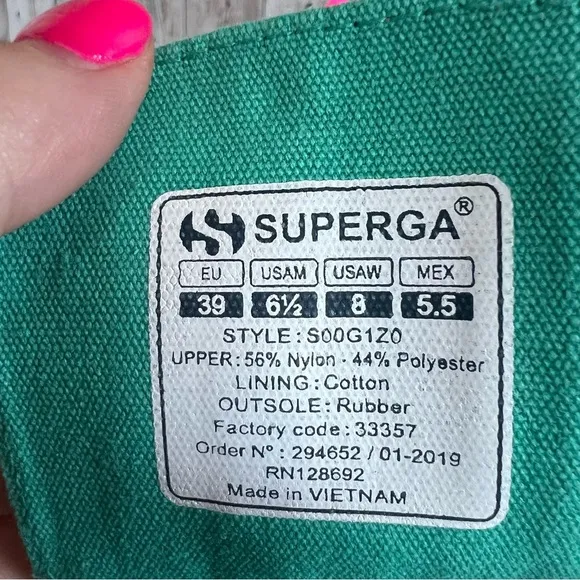 SUPERGA®
EU USAM USAW MEX
39 6½ 8 5.5
STYLE: S00G1Z0
UPPER: 56% Nylon - 44% Polyester
LINING: Cotton
OUTSOLE: Rubber
Factory code: 33357
Order Nº: 294652 / 01-2019
RN128692
Made in VIETNAM